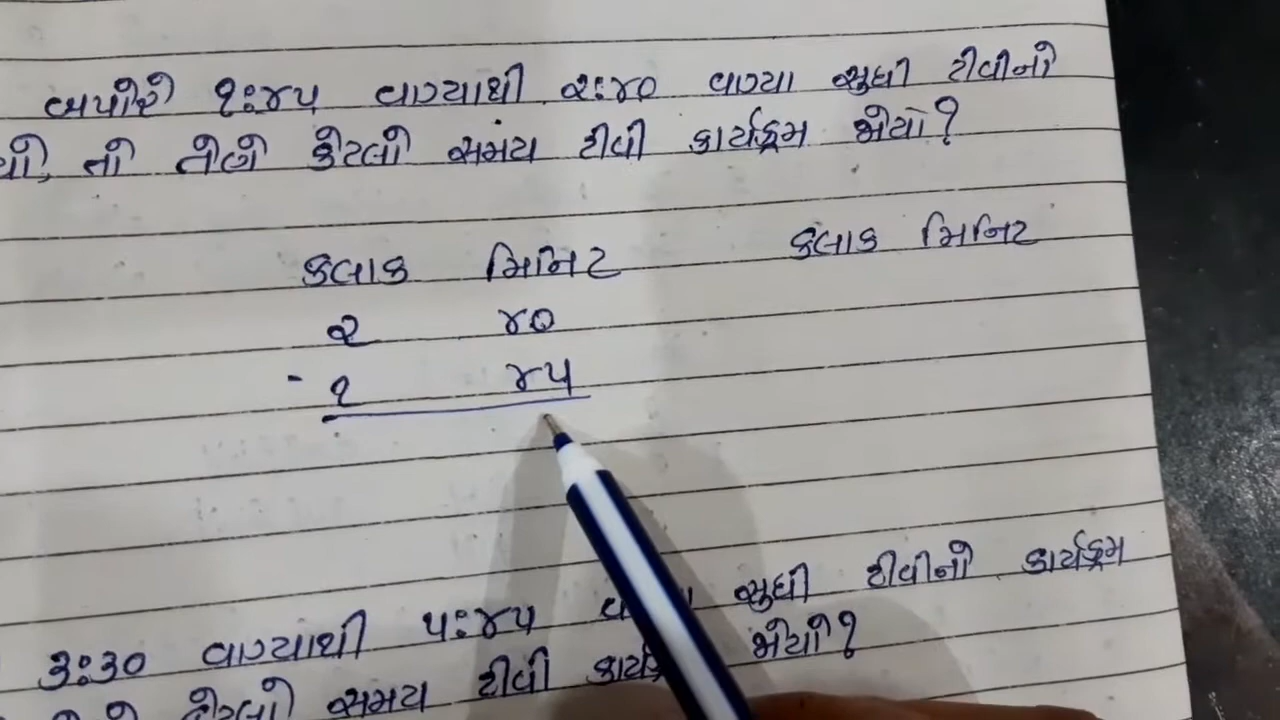 બપોરે ૧:૪૫ વાગ્યાથી ૨:૪૦ વાગ્યા સુધી ટીવીનો
તો તેણે કેટલો સમય ટીવી કાર્યક્રમ જોયો?
કલાક મિનિટ કલાક મિનિટ
૨ ૪૦
- ૧ ૪૫
૩:૩૦ વાગ્યાથી ૫:૪૫ સુધી ટીવીનો કાર્યક્રમ
કેટલો સમય ટીવી જોયો?